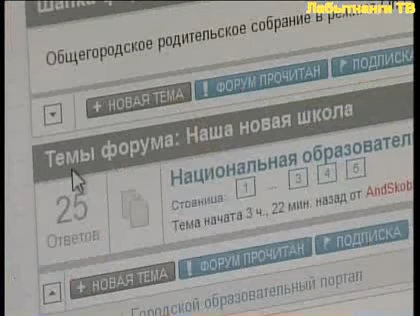 Лабытнанги ТВ
Шапка
Общегородское родительское собрание в
НОВАЯ ТЕМА
ФОРУМ ПРОЧИТАН
ПОДПИСКА
Темы форума: Наша новая школа
25
Ответов
Национальная образовател
Страница: 1 ... 3 4 5
Тема начата 3 ч., 22 мин. назад от AndSkob
НОВАЯ ТЕМА
ФОРУМ ПРОЧИТАН
ПОДПИСКА
Городской образовательный портал